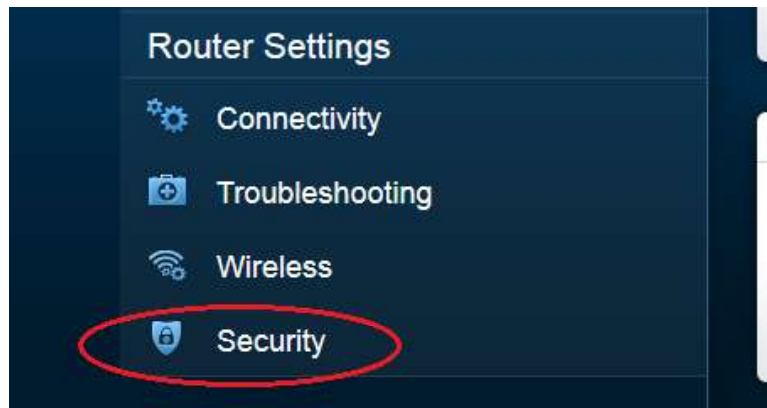 Router Settings
Connectivity
Troubleshooting
Wireless
Security